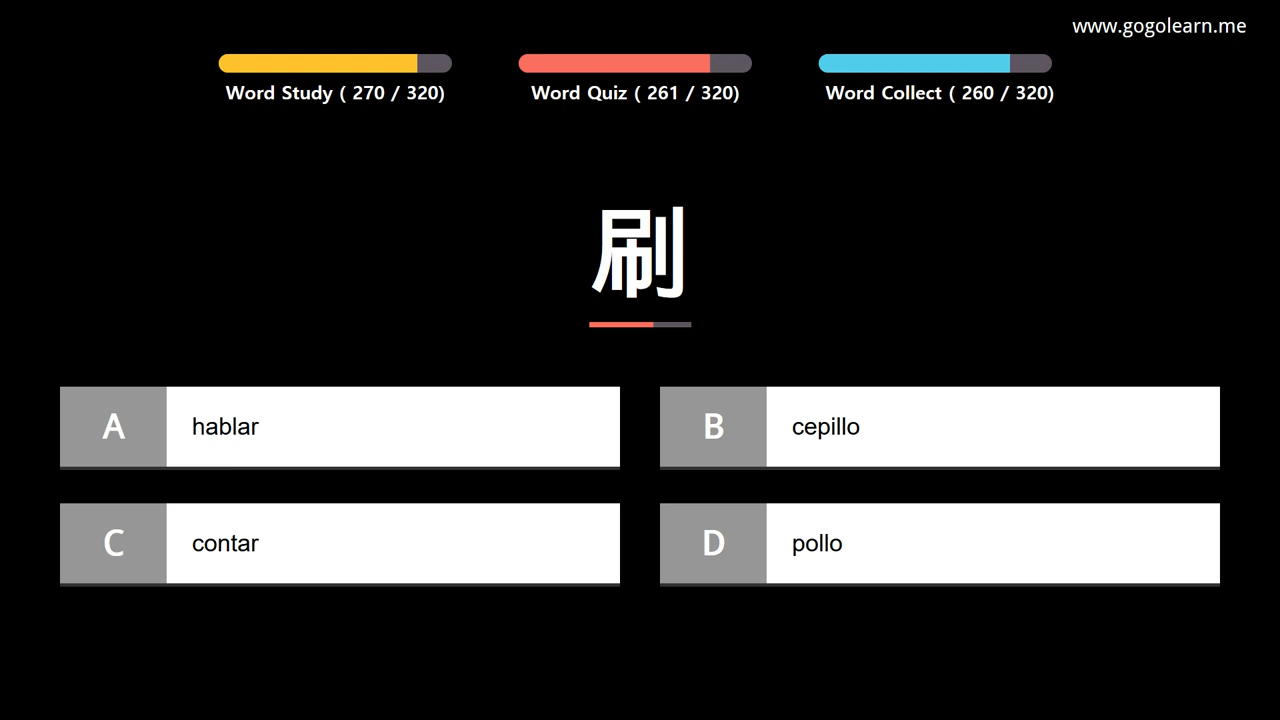 www.gogolearn.me
Word Study ( 270 / 320)
Word Quiz ( 261 / 320)
Word Collect ( 260 / 320)
刷
A hablar
B cepillo
C contar
D pollo